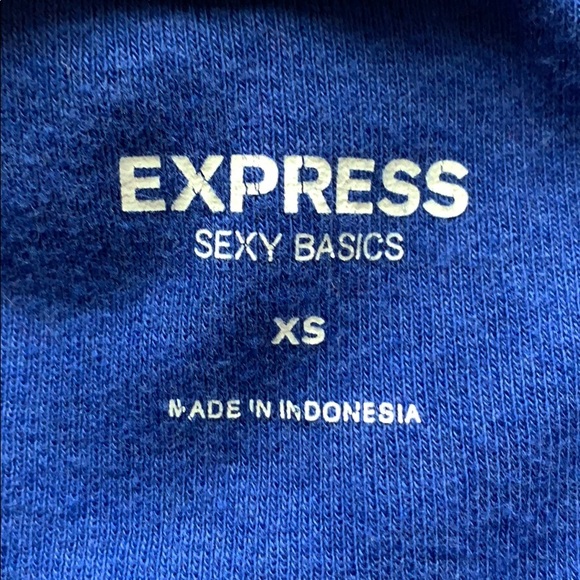 EXPRESS
SEXY BASICS
XS
MADE IN INDONESIA